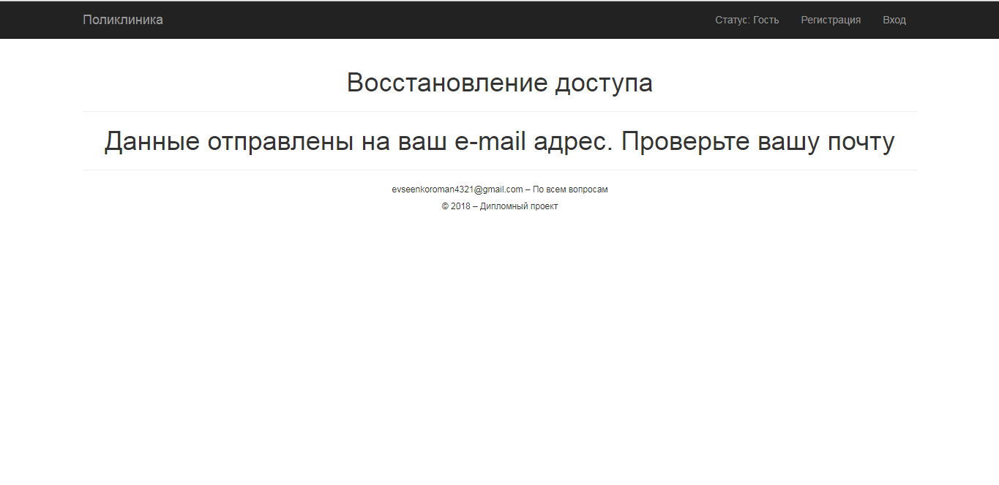 Поликлиника
Статус: Гость
Регистрация
Вход
Восстановление доступа
Данные отправлены на ваш e-mail адрес. Проверьте вашу почту
evseenkoroman4321@gmail.com – По всем вопросам
© 2018 – Дипломный проект